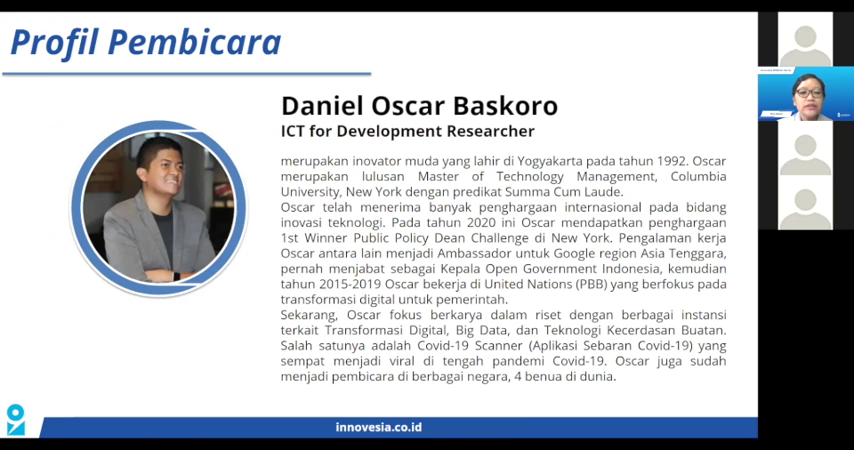 Profil Pembicara
Daniel Oscar Baskoro
ICT for Development Researcher
merupakan inovator muda yang lahir di Yogyakarta pada tahun 1992. Oscar
merupakan lulusan Master of Technology Management, Columbia
University, New York dengan predikat Summa Cum Laude.
Oscar telah menerima banyak penghargaan internasional pada bidang
inovasi teknologi. Pada tahun 2020 ini Oscar mendapatkan penghargaan
1st Winner Public Policy Dean Challenge di New York. Pengalaman kerja
Oscar antara lain menjadi Ambassador untuk Google region Asia Tenggara,
pernah menjabat sebagai Kepala Open Government Indonesia, kemudian
tahun 2015-2019 Oscar bekerja di United Nations (PBB) yang berfokus pada
transformasi digital untuk pemerintah.
Sekarang, Oscar fokus berkarya dalam riset dengan berbagai instansi
terkait Transformasi Digital, Big Data, dan Teknologi Kecerdasan Buatan.
Salah satunya adalah Covid-19 Scanner (Aplikasi Sebaran Covid-19) yang
sempat menjadi viral di tengah pandemi Covid-19. Oscar juga sudah
menjadi pembicara di berbagai negara, 4 benua di dunia.
innovesia.co.id